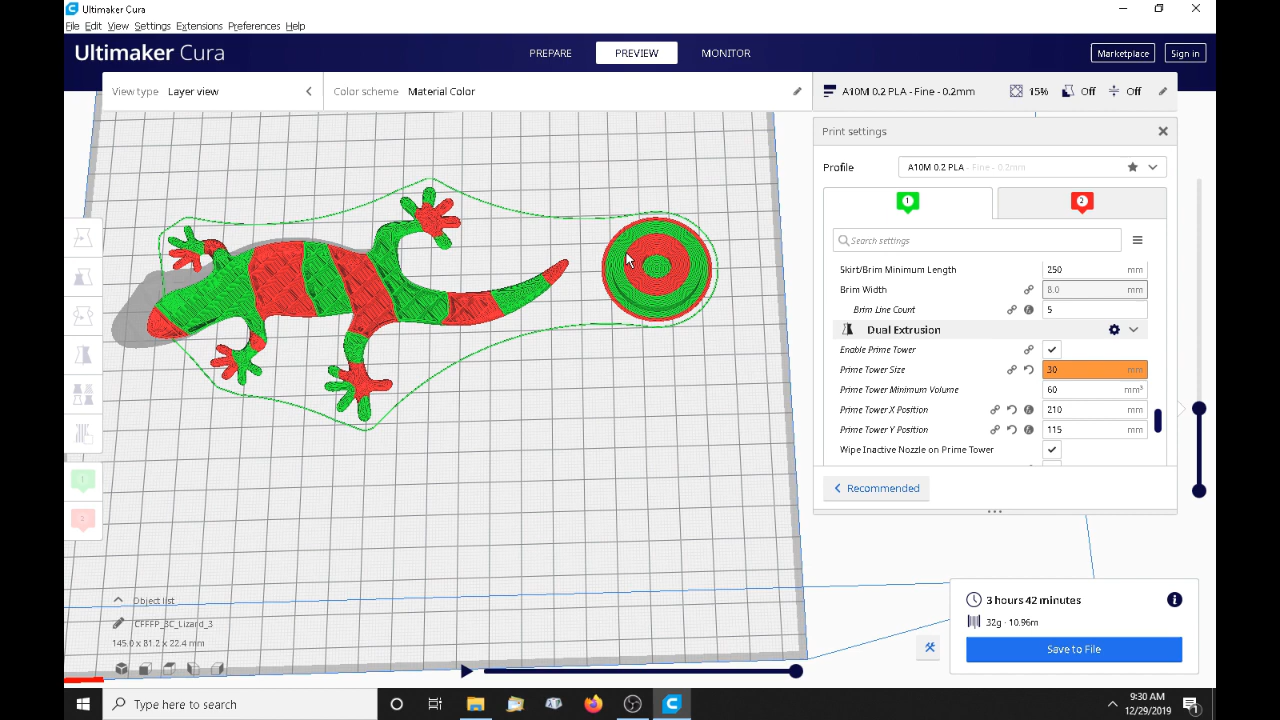 Ultimaker Cura
File Edit View Settings Extensions Preferences Help
Ultimaker Cura PREPARE PREVIEW MONITOR Marketplace Sign in
View type Layer view Color scheme Material Color A10M 0.2 PLA - Fine - 0.2mm 15% Off Off
Print settings
Profile A10M 0.2 PLA - Fine - 0.2mm
1 2
Search settings
Skirt/Brim Minimum Length 250 mm
Brim Width 8.0 mm
Brim Line Count 5
Dual Extrusion
Enable Prime Tower
Prime Tower Size 30 mm
Prime Tower Minimum Volume 60 mm³
Prime Tower X Position 210 mm
Prime Tower Y Position 115 mm
Wipe Inactive Nozzle on Prime Tower
Recommended
1
2
Object list
CFFFP_BC_Lizard_3
145.0 x 81.2 x 22.4 mm
3 hours 42 minutes
32g · 10.96m
Save to File
Type here to search
9:30 AM
12/29/2019
1